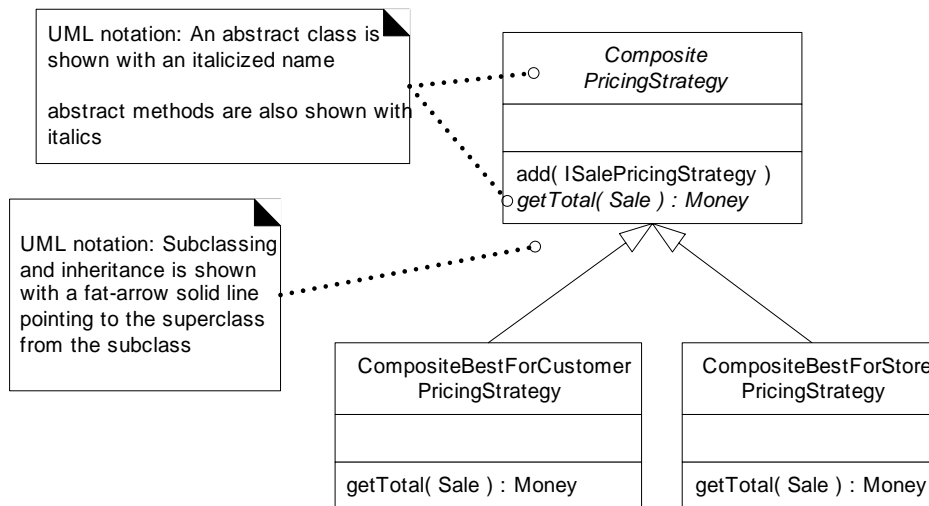 UML notation: An abstract class is
shown with an italicized name
abstract methods are also shown with
italics
Composite
PricingStrategy
add( ISalePricingStrategy )
getTotal( Sale ) : Money
UML notation: Subclassing
and inheritance is shown
with a fat-arrow solid line
pointing to the superclass
from the subclass
CompositeBestForCustomer
PricingStrategy
getTotal( Sale ) : Money
CompositeBestForStore
PricingStrategy
getTotal( Sale ) : Money